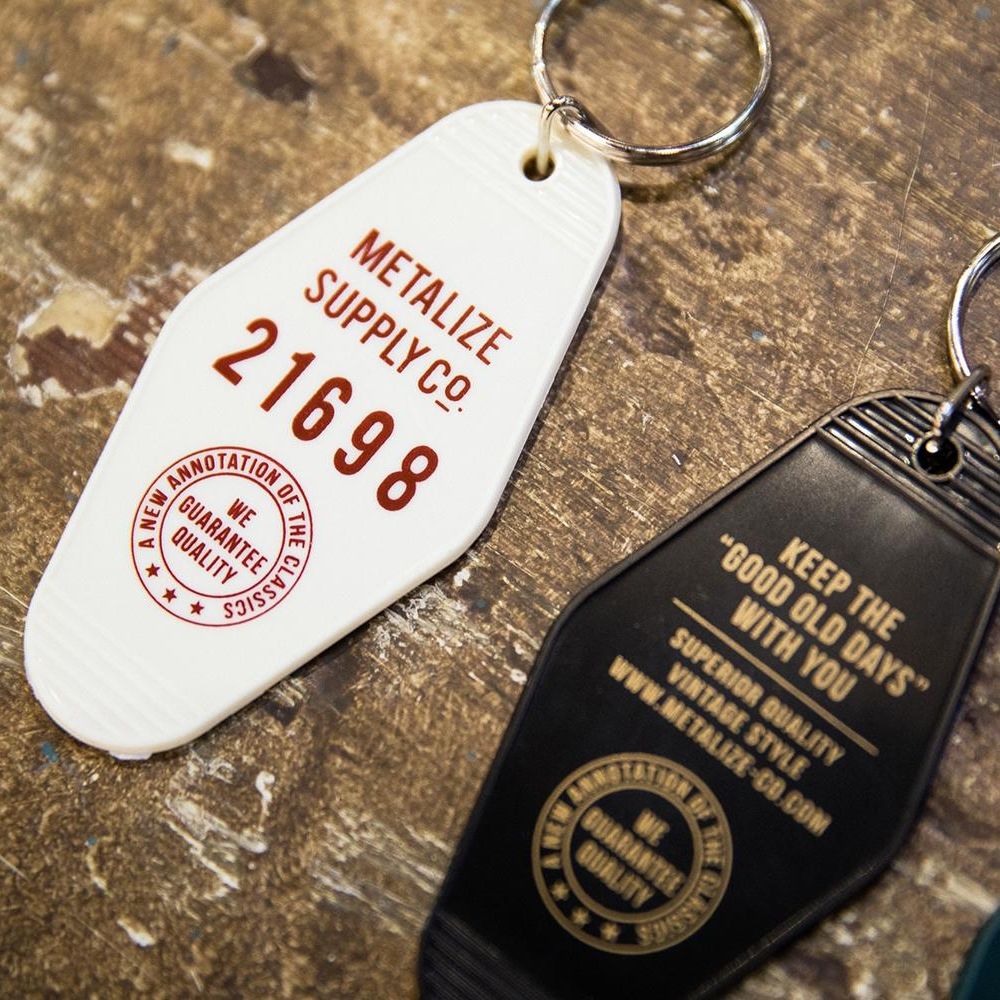 METALIZE
SUPPLY Co.
21698
A NEW ANNOTATION OF THE CLASSICS
WE
GUARANTEE
QUALITY
KEEP THE
“GOOD OLD DAYS”
WITH YOU
SUPERIOR QUALITY
VINTAGE STYLE
WWW.METALIZE-CO.COM
A NEW ANNOTATION OF THE CLASSICS
WE
GUARANTEE
QUALITY